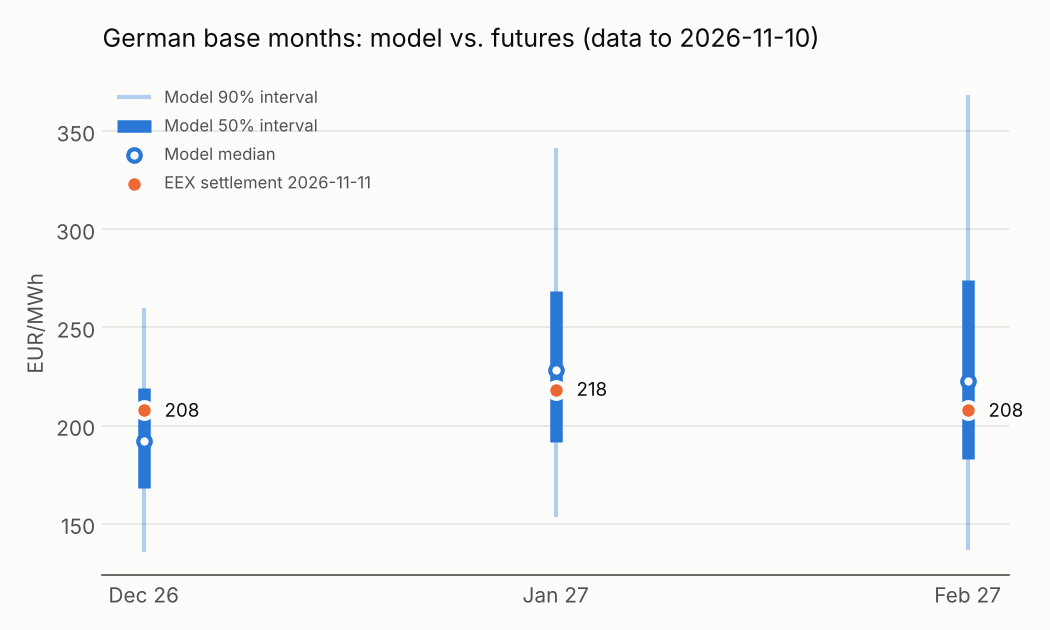 German base months: model vs. futures (data to 2026-11-10)
Model 90% interval
Model 50% interval
Model median
EEX settlement 2026-11-11
EUR/MWh
350
300
250
200
150
208
218
208
Dec 26
Jan 27
Feb 27